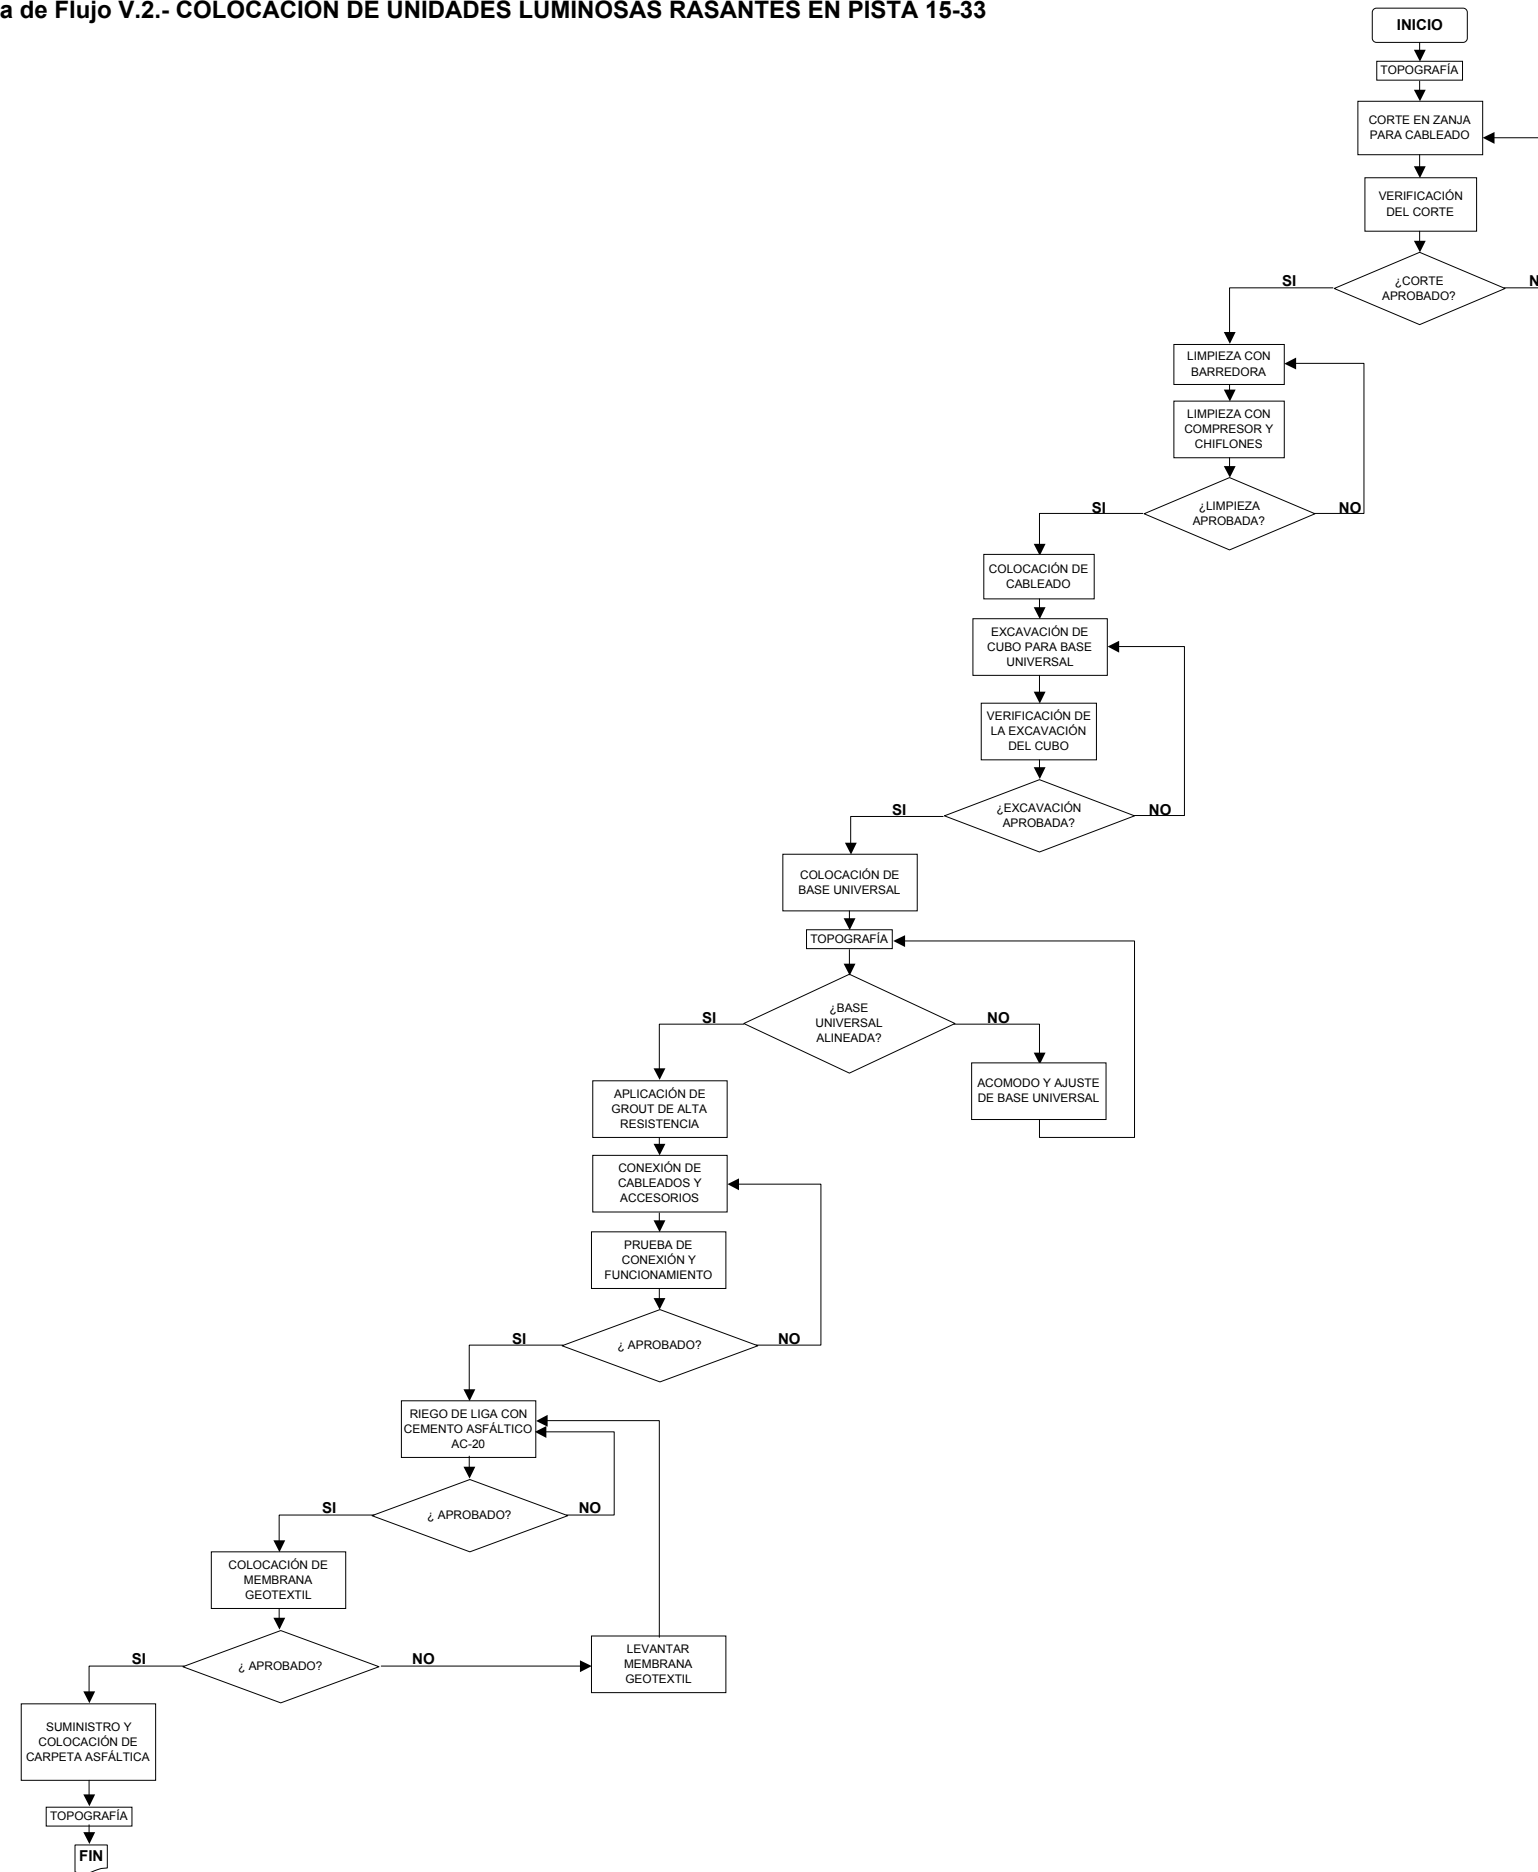 a de Flujo V.2.- COLOCACIÓN DE UNIDADES LUMINOSAS RASANTES EN PISTA 15-33
INICIO
TOPOGRAFÍA
CORTE EN ZANJA
PARA CABLEADO
VERIFICACIÓN
DEL CORTE
¿CORTE
APROBADO?
SI
N
LIMPIEZA CON
BARREDORA
LIMPIEZA CON
COMPRESOR Y
CHIFLONES
¿LIMPIEZA
APROBADA?
SI
NO
COLOCACIÓN DE
CABLEADO
EXCAVACIÓN DE
CUBO PARA BASE
UNIVERSAL
VERIFICACIÓN DE
LA EXCAVACIÓN
DEL CUBO
¿EXCAVACIÓN
APROBADA?
SI
NO
COLOCACIÓN DE
BASE UNIVERSAL
TOPOGRAFÍA
¿BASE
UNIVERSAL
ALINEADA?
SI
NO
ACOMODO Y AJUSTE
DE BASE UNIVERSAL
APLICACIÓN DE
GROUT DE ALTA
RESISTENCIA
CONEXIÓN DE
CABLEADOS Y
ACCESORIOS
PRUEBA DE
CONEXIÓN Y
FUNCIONAMIENTO
¿ APROBADO?
SI
NO
RIEGO DE LIGA CON
CEMENTO ASFÁLTICO
AC-20
¿ APROBADO?
SI
NO
COLOCACIÓN DE
MEMBRANA
GEOTEXTIL
¿ APROBADO?
SI
NO
LEVANTAR
MEMBRANA
GEOTEXTIL
SUMINISTRO Y
COLOCACIÓN DE
CARPETA ASFÁLTICA
TOPOGRAFÍA
FIN